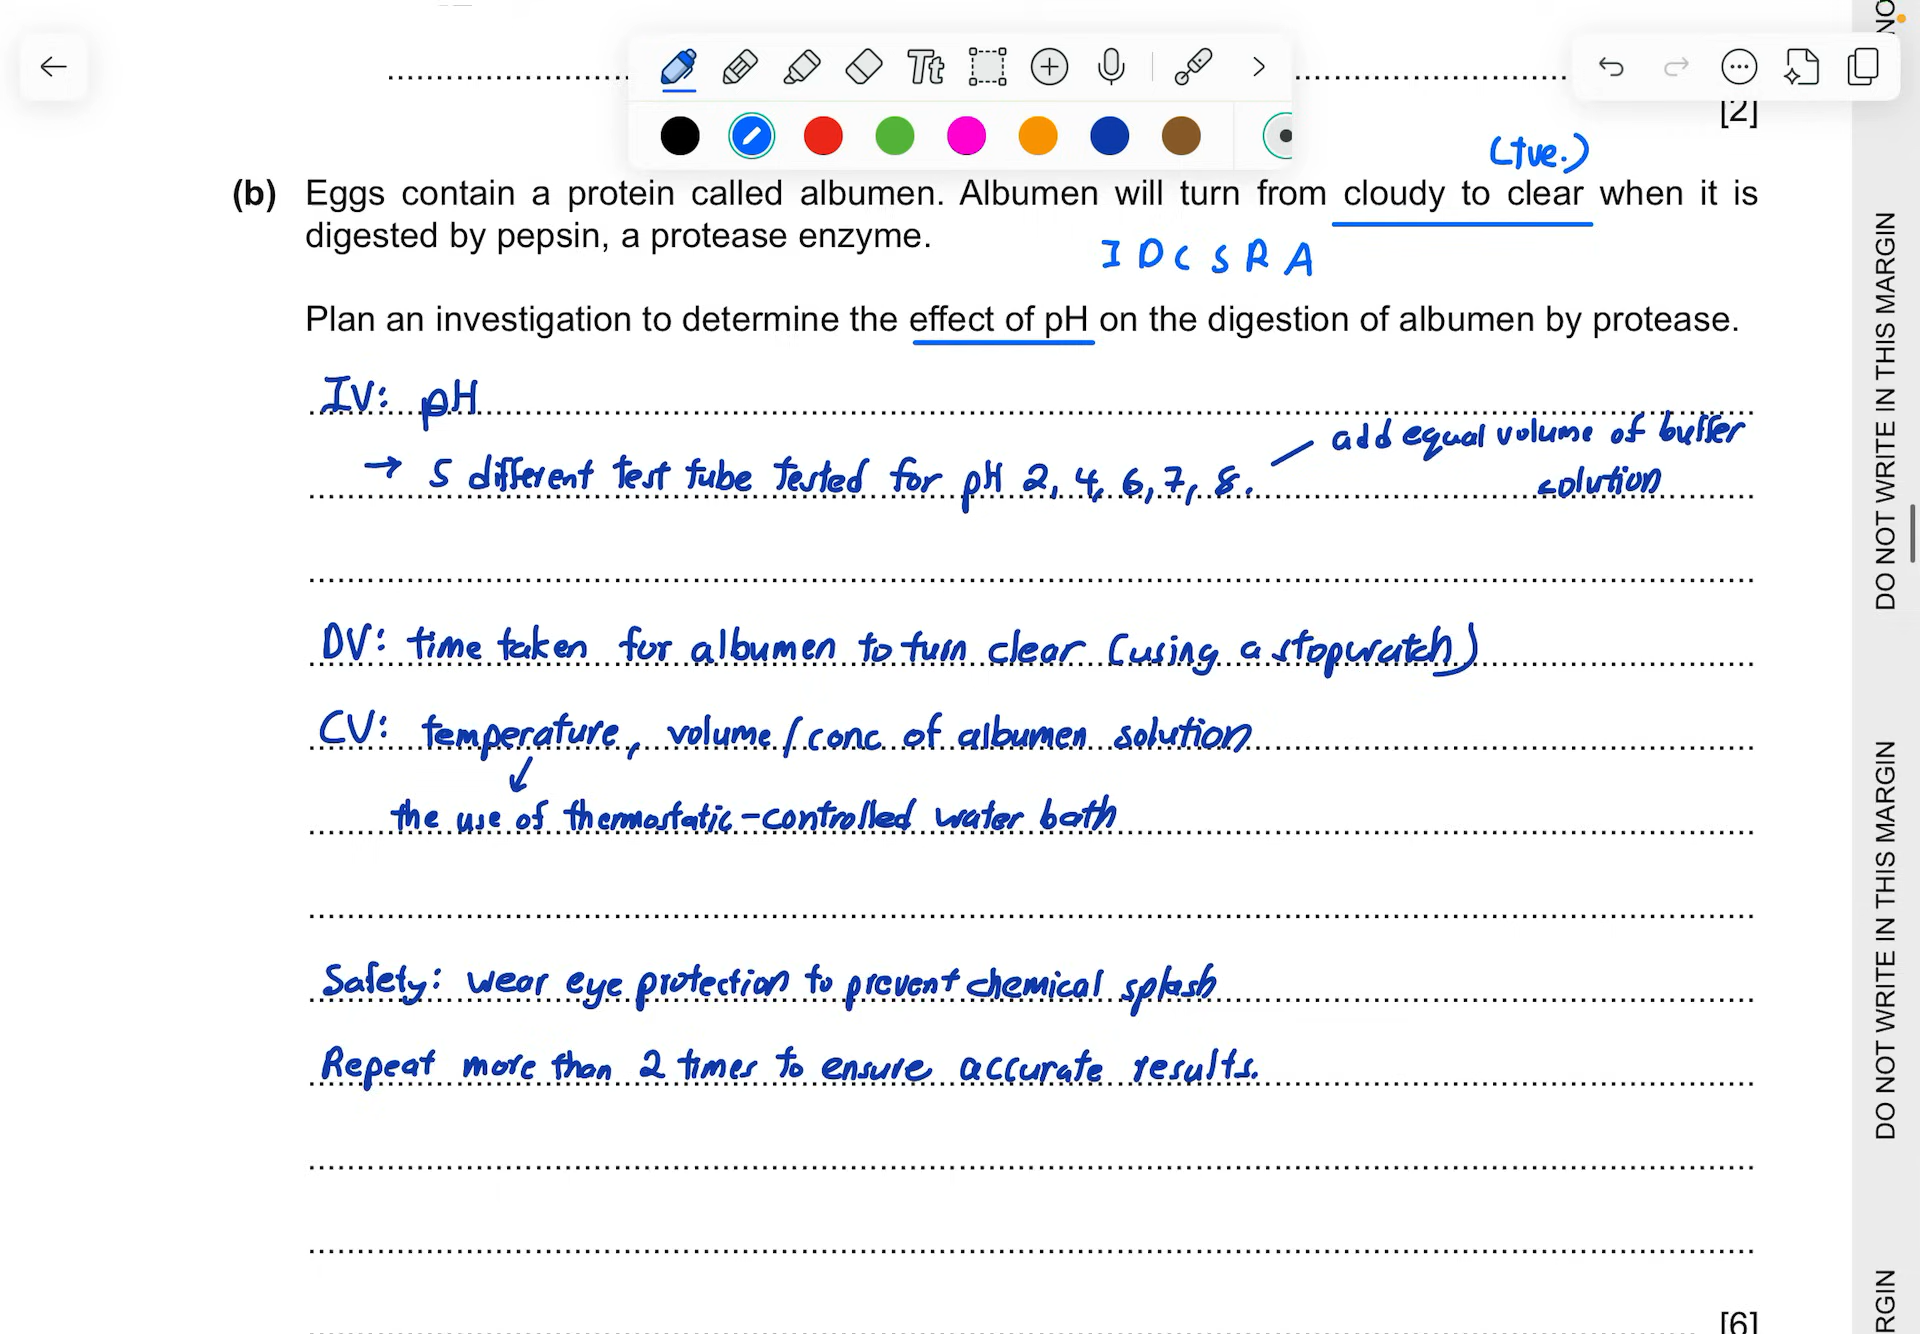 [2]
(tve.)
(b) Eggs contain a protein called albumen. Albumen will turn from cloudy to clear when it is
digested by pepsin, a protease enzyme.
I D C S R A
Plan an investigation to determine the effect of pH on the digestion of albumen by protease.
IV: pH
→ 5 different test tube tested for pH 2, 4, 6, 7, 8.
add equal volume of buffer
solution
DV: time taken for albumen to turn clear (using a stopwatch)
CV: temperature, volume/conc of albumen solution
the use of thermostatic-controlled water bath
Safety: wear eye protection to prevent chemical splash
Repeat more than 2 times to ensure accurate results.
[6]
Tt
DO NOT WRITE IN THIS MARGIN
DO NOT WRITE IN THIS MARGIN
NO
RGIN